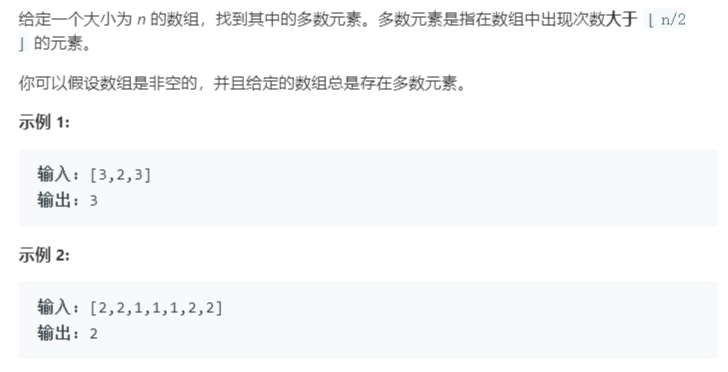 给定一个大小为 n 的数组，找到其中的多数元素。多数元素是指在数组中出现次数大于 ⌊ n/2
⌋ 的元素。
你可以假设数组是非空的，并且给定的数组总是存在多数元素。
示例 1:
输入: [3,2,3]
输出: 3
示例 2:
输入: [2,2,1,1,1,2,2]
输出: 2